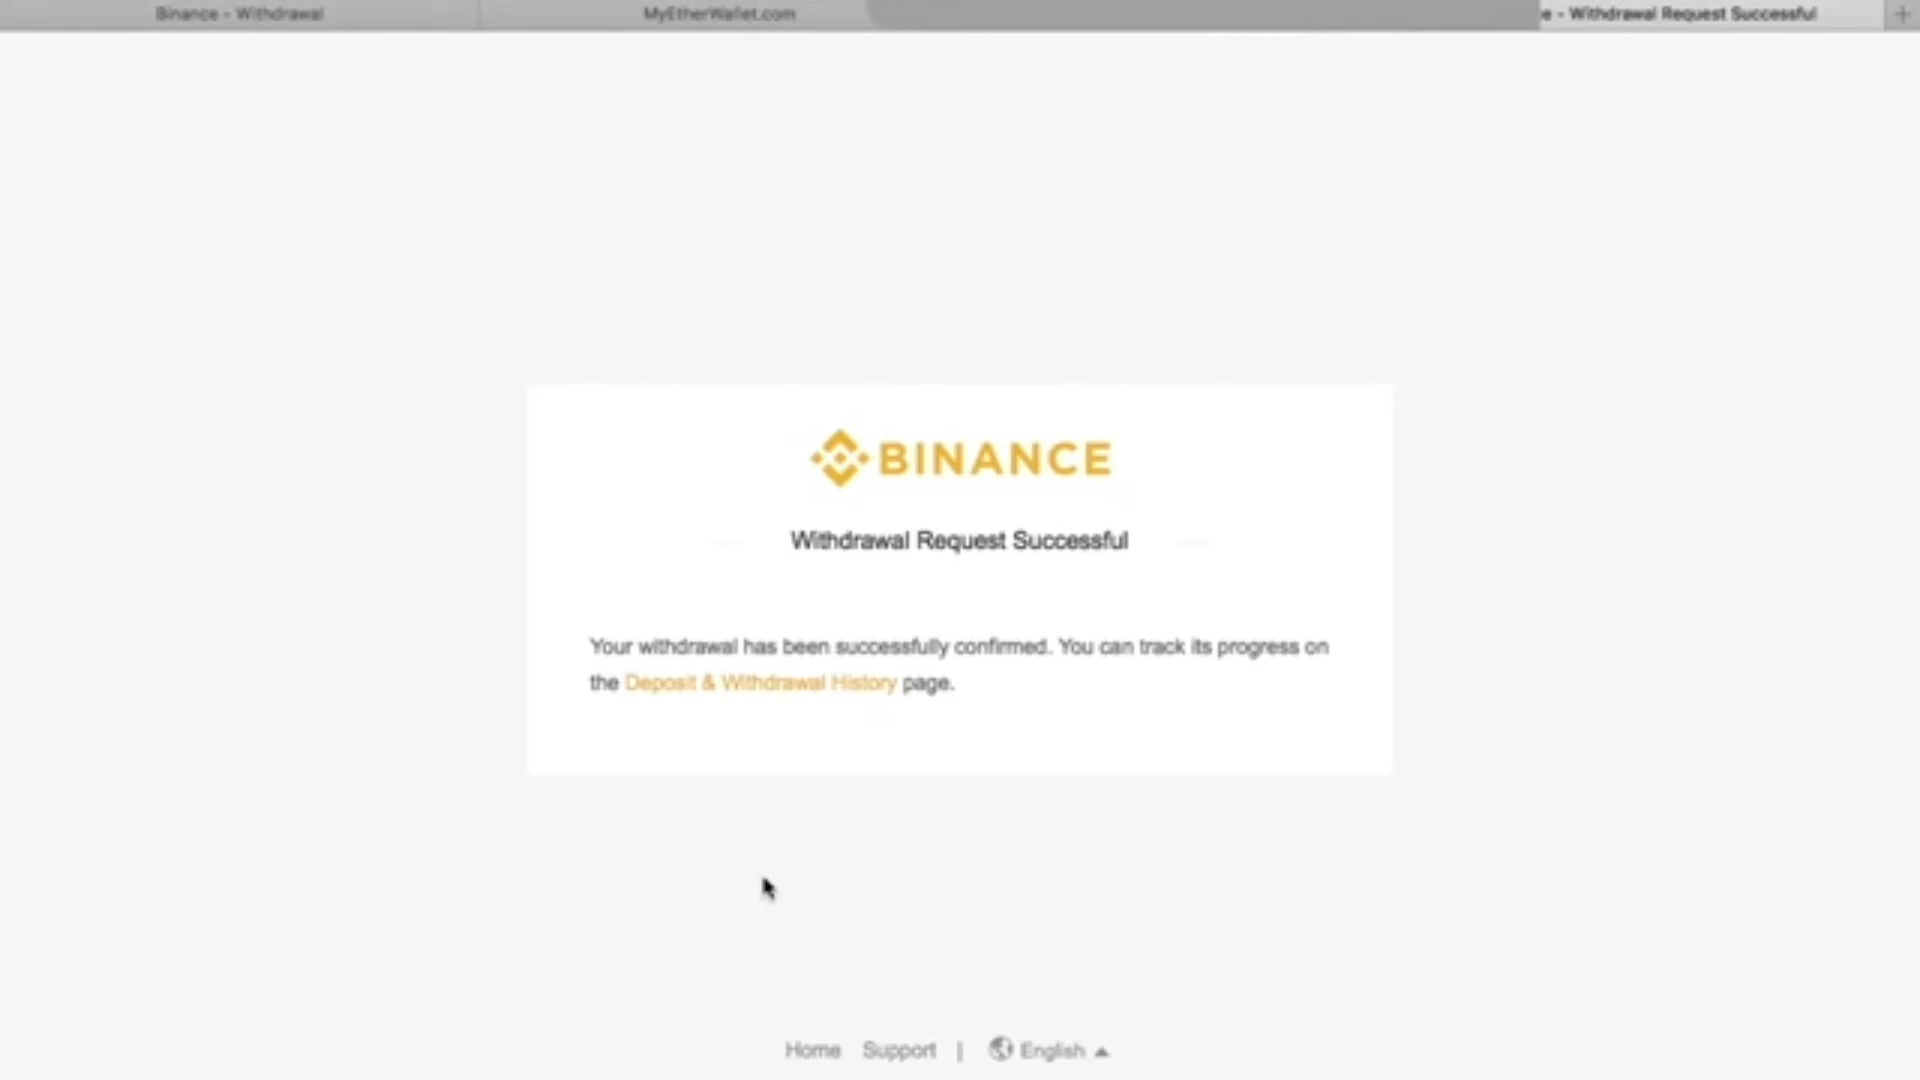 Binance - Withdrawal
MyEtherWallet.com
e - Withdrawal Request Successful
+
BINANCE
Withdrawal Request Successful
Your withdrawal has been successfully confirmed. You can track its progress on
the Deposit & Withdrawal History page.
Home Support | English